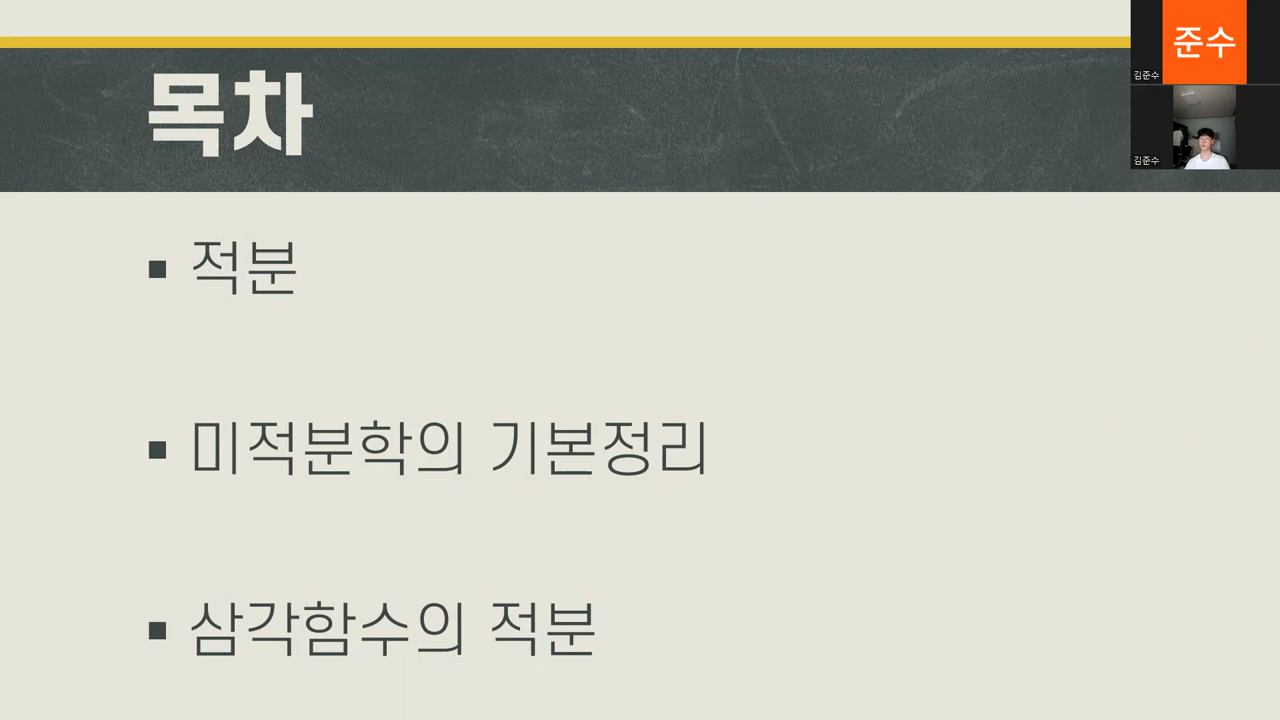 목차
준수
김준수
김준수
적분
미적분학의 기본정리
삼각함수의 적분